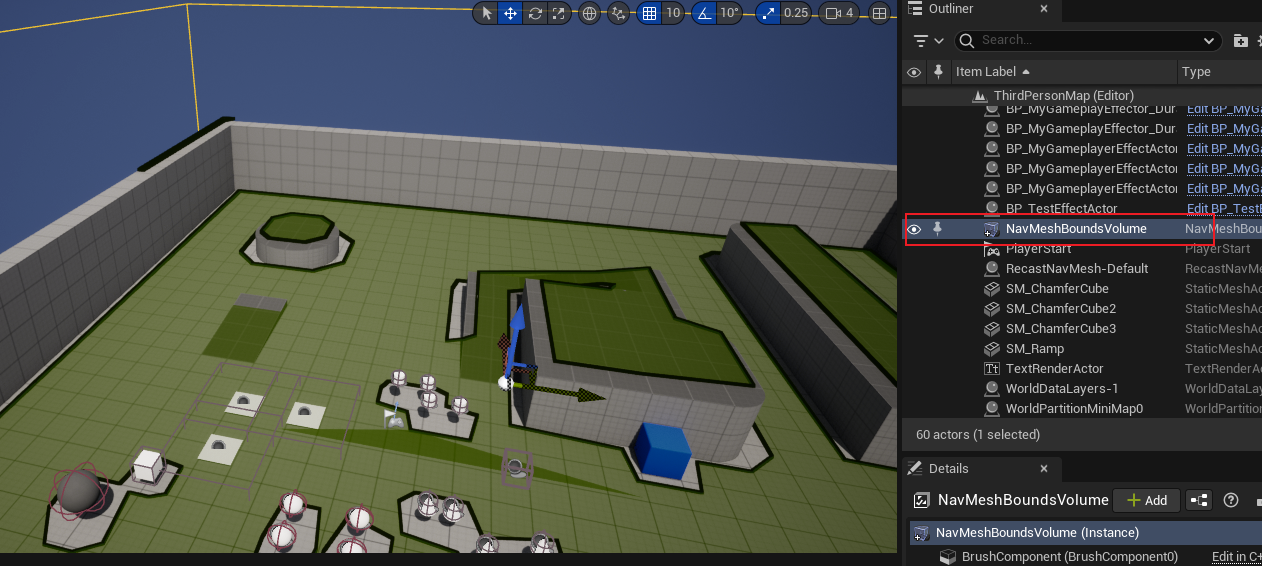 10
10°
0.25
4
Outliner
Search...
Item Label
Type
ThirdPersonMap (Editor)
BP_MyGameplayEffector_Dur Edit BP_MyGa
BP_MyGameplayEffector_Dur Edit BP_MyGa
BP_MyGameplayerEffectActor Edit BP_MyGa
BP_MyGameplayerEffectActor Edit BP_MyGa
BP_MyGameplayerEffectActor Edit BP_MyGa
BP_TestEffectActor Edit BP_TestE
NavMeshBoundsVolume NavMeshBou
PlayerStart PlayerStart
RecastNavMesh-Default RecastNavMe
SM_ChamferCube StaticMeshAc
SM_ChamferCube2 StaticMeshAc
SM_ChamferCube3 StaticMeshAc
SM_Ramp StaticMeshAc
TextRenderActor TextRenderAc
WorldDataLayers-1 WorldDataLay
WorldPartitionMiniMap0 WorldPartition
60 actors (1 selected)
Details
NavMeshBoundsVolume
Add
NavMeshBoundsVolume (Instance)
BrushComponent (BrushComponent0) Edit in C+